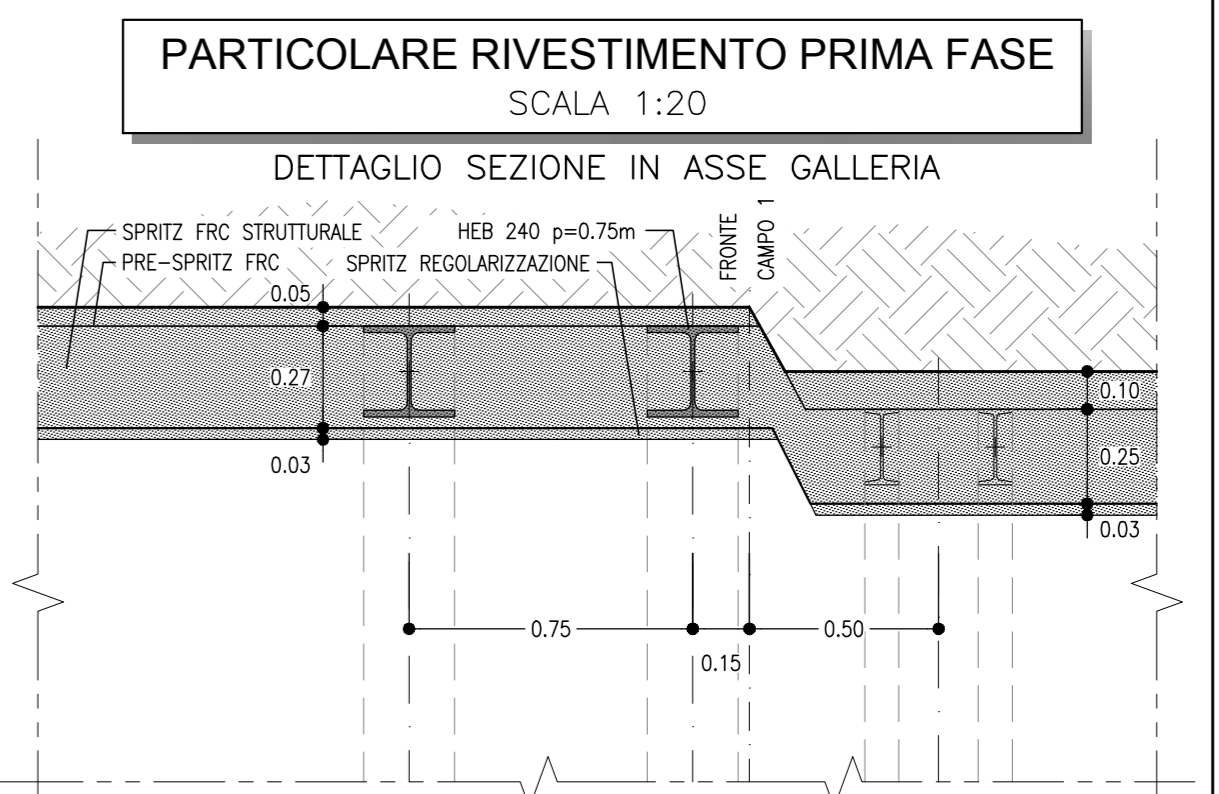 PARTICOLARE RIVESTIMENTO PRIMA FASE
SCALA 1:20
DETTAGLIO SEZIONE IN ASSE GALLERIA
SPRITZ FRC STRUTTURALE
HEB 240 p=0.75m
PRE-SPRITZ FRC
SPRITZ REGOLARIZZAZIONE
FRONTE
CAMPO 1
0.05
0.27
0.03
0.10
0.25
0.03
0.75
0.15
0.50